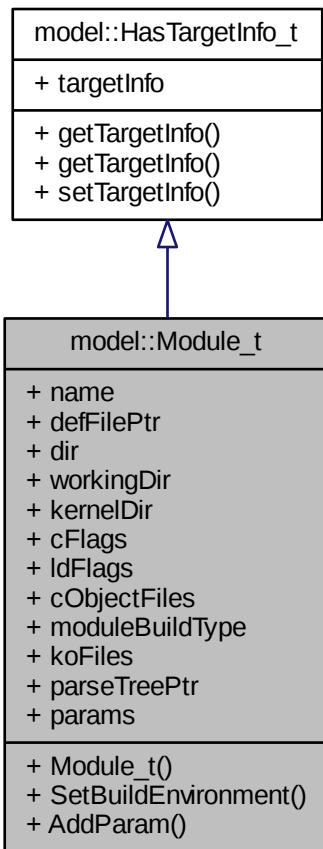 model::HasTargetInfo_t
+ targetInfo
+ getTargetInfo()
+ getTargetInfo()
+ setTargetInfo()
model::Module_t
+ name
+ defFilePtr
+ dir
+ workingDir
+ kernelDir
+ cFlags
+ ldFlags
+ cObjectFiles
+ moduleBuildType
+ koFiles
+ parseTreePtr
+ params
+ Module_t()
+ SetBuildEnvironment()
+ AddParam()